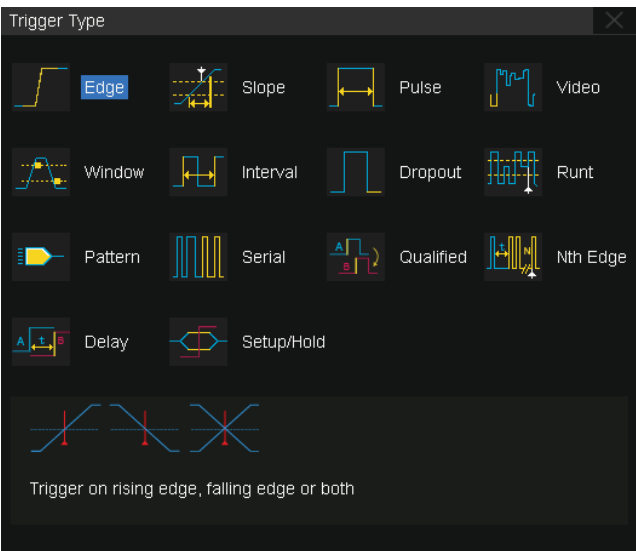 Trigger Type
Edge Slope Pulse Video
Window Interval Dropout Runt
Pattern Serial A B Qualified t N Nth Edge
A t B Delay Setup/Hold
Trigger on rising edge, falling edge or both